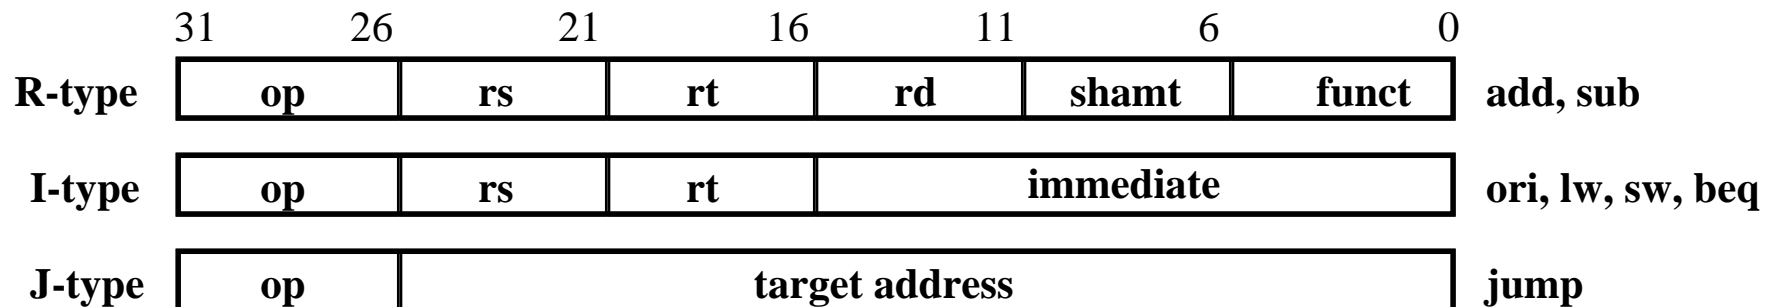 31 26 21 16 11 6 0
R-type op rs rt rd shamt funct add, sub
I-type op rs rt immediate ori, lw, sw, beq
J-type op target address jump